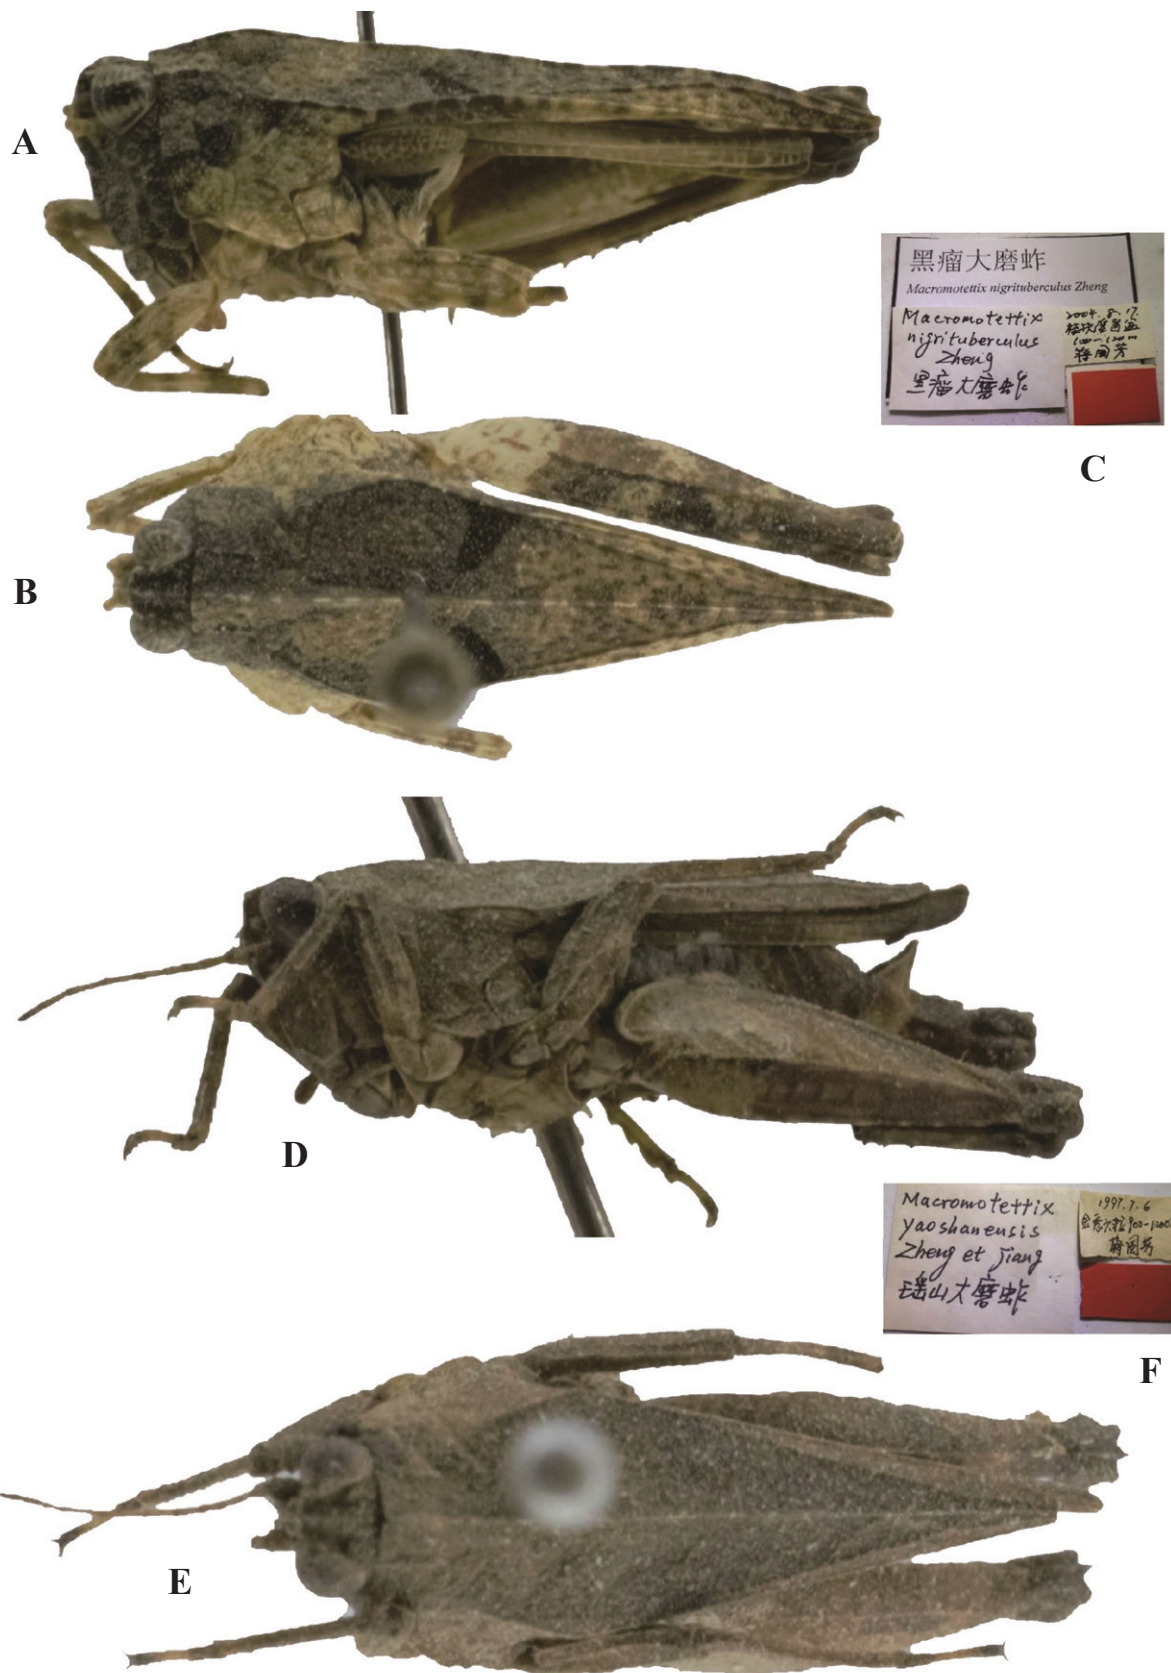 A
黑瘤大磨蚱
Macromotettix nigrituberculus Zheng
Macromotettix
nigrituberculus
Zheng
黑瘤大磨蚱
2004.8.17.
蒋国芳
C
B
D
Macromotettix
yaoshanensis
Zheng et jiang
瑶山大磨蚱
1997.7.6
蒋国芳
F
E